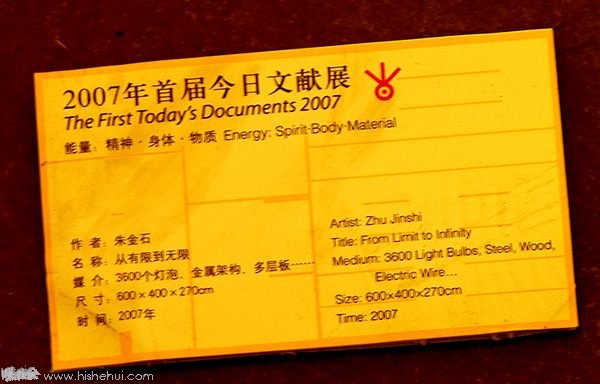 2007年首届今日文献展
The First Today's Documents 2007
能量：精神·身体·物质 Energy: Spirit-Body-Material
作 者：朱金石
名 称：从有限到无限
媒 介：3600个灯泡、金属架构、多层板……
尺 寸：600×400×270cm
时 间：2007年
Artist: Zhu Jinshi
Title: From Limit to Infinity
Medium: 3600 Light Bulbs, Steel, Wood,
Electric Wire...
Size: 600×400×270cm
Time: 2007
www.hishehui.com